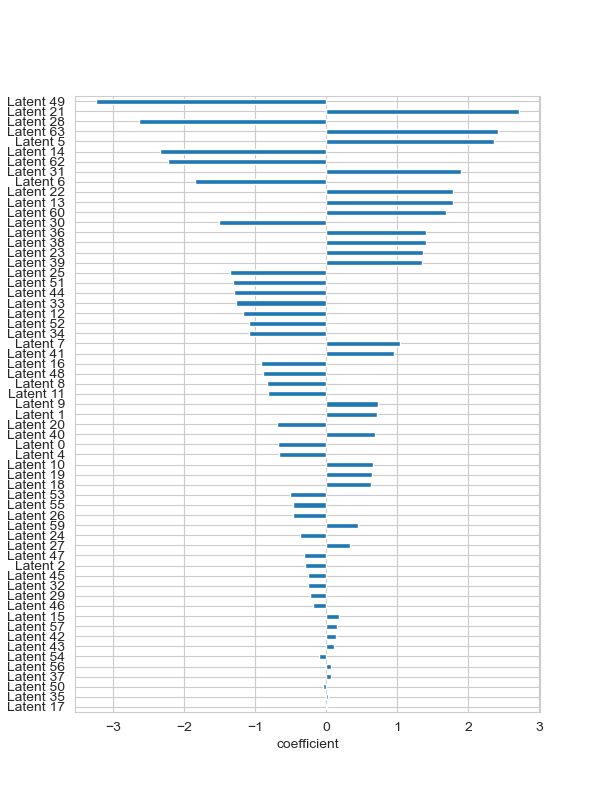 Latent 49
Latent 21
Latent 28
Latent 63
Latent 5
Latent 14
Latent 62
Latent 31
Latent 6
Latent 22
Latent 13
Latent 60
Latent 30
Latent 36
Latent 38
Latent 23
Latent 39
Latent 25
Latent 51
Latent 44
Latent 33
Latent 12
Latent 52
Latent 34
Latent 7
Latent 41
Latent 16
Latent 48
Latent 8
Latent 11
Latent 9
Latent 1
Latent 20
Latent 40
Latent 0
Latent 4
Latent 10
Latent 19
Latent 18
Latent 53
Latent 55
Latent 26
Latent 59
Latent 24
Latent 27
Latent 47
Latent 2
Latent 45
Latent 32
Latent 29
Latent 46
Latent 15
Latent 57
Latent 42
Latent 43
Latent 54
Latent 56
Latent 37
Latent 50
Latent 35
Latent 17
−3 −2 −1 0 1 2 3
coefficient